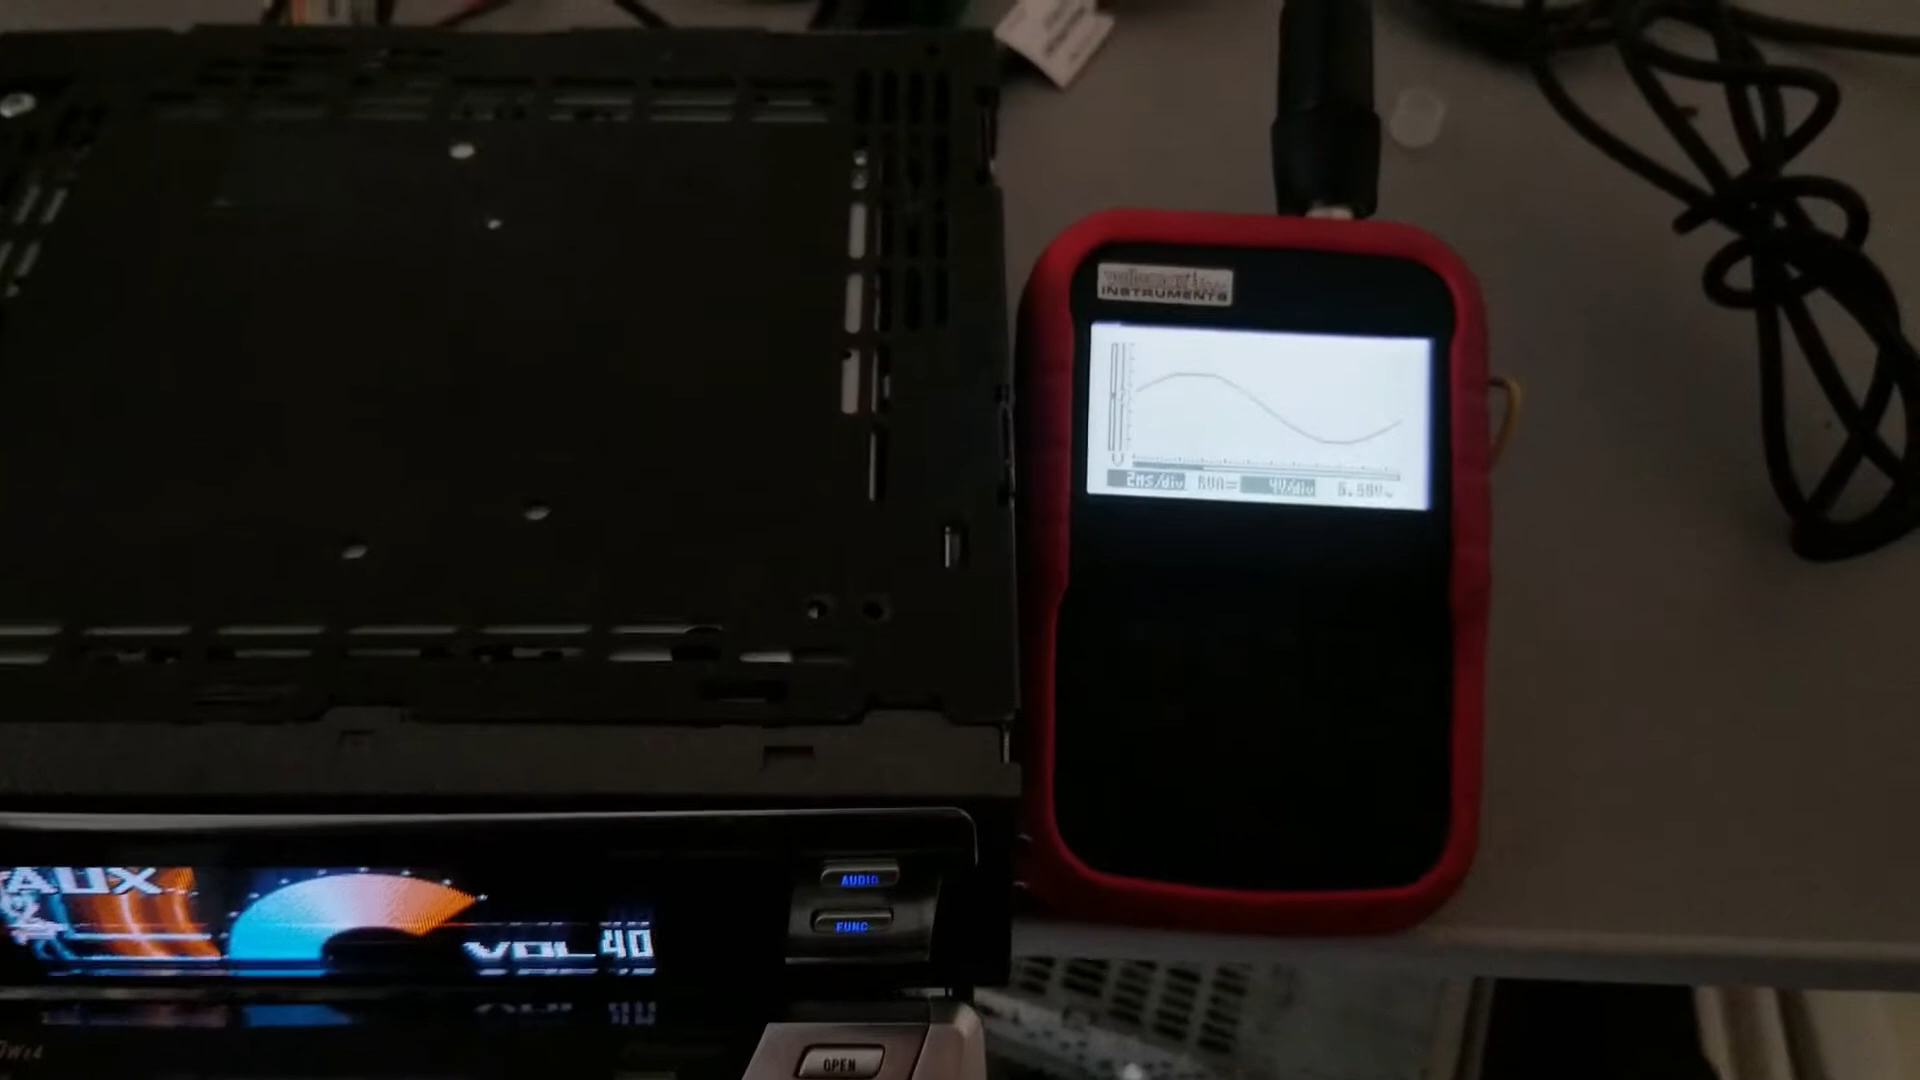 INSTRUMENTS
2ms/div RUN 4V/div
AUX
VOL 40
AUDIO
FUNC
OPEN